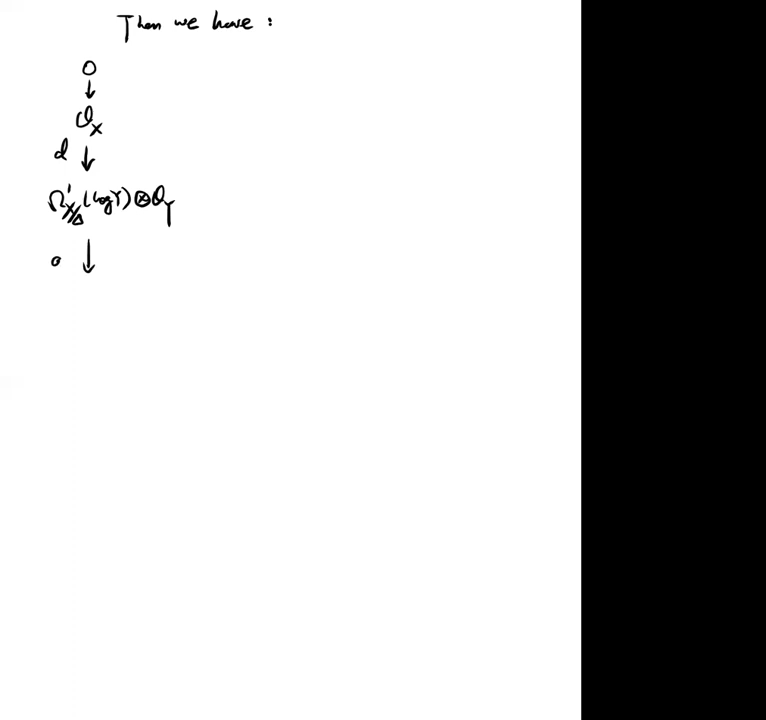 Then we have :
0
↓
𝒪_X
d ↓
Ω¹_{X/Δ}(log Y) ⊗ 𝒪_Y
0 ↓